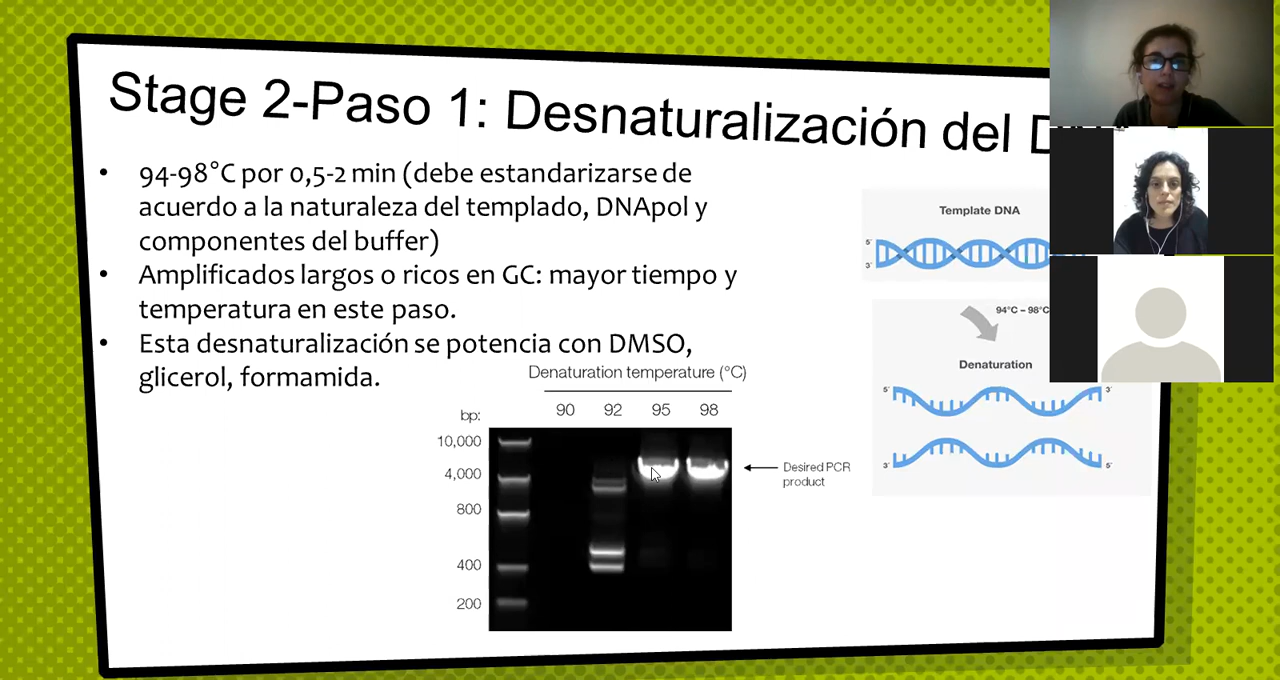 Stage 2-Paso 1: Desnaturalización del
• 94-98°C por 0,5-2 min (debe estandarizarse de
acuerdo a la naturaleza del templado, DNApol y
componentes del buffer)
• Amplificados largos o ricos en GC: mayor tiempo y
temperatura en este paso.
• Esta desnaturalización se potencia con DMSO,
glicerol, formamida.
Denaturation temperature (°C)
bp: 90 92 95 98
10,000
4,000
800
400
200
Desired PCR
product
Template DNA
5'
3'
94°C – 98°C
Denaturation
5' 3'
3' 5'